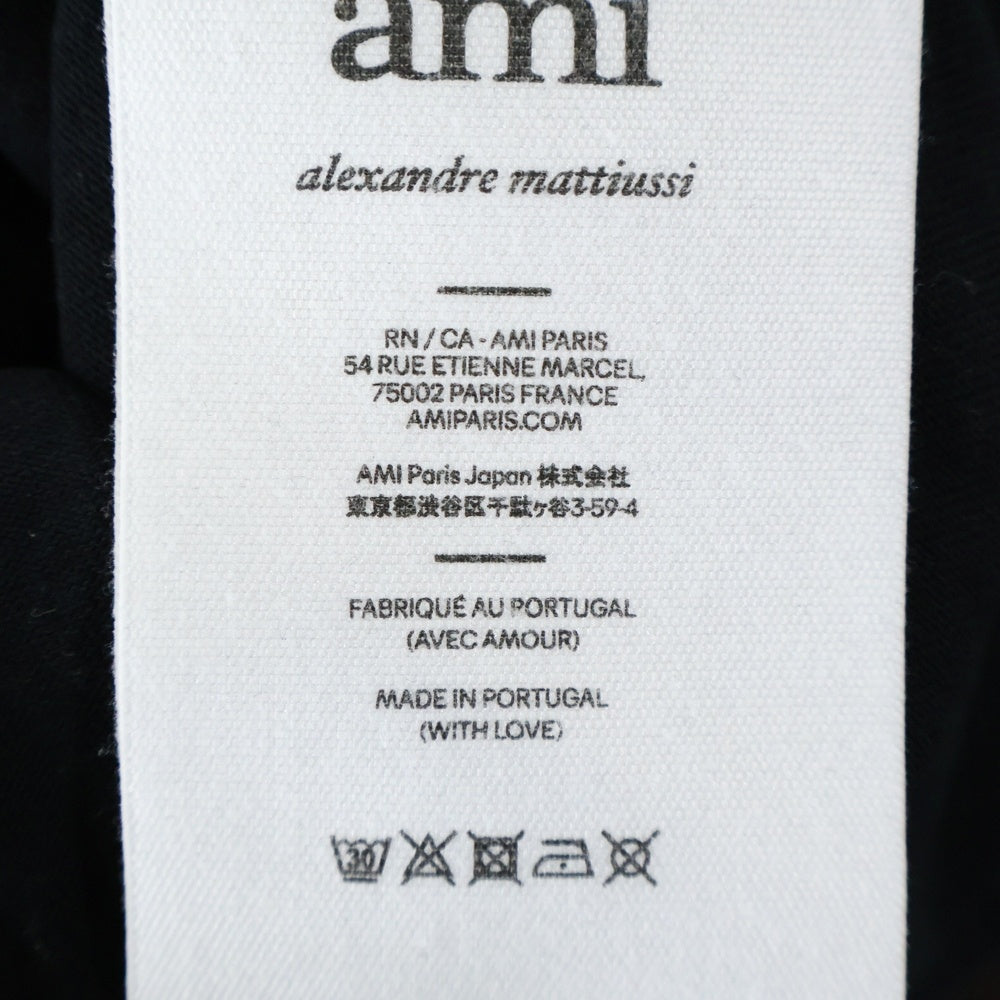 ami
alexandre mattiussi
RN / CA - AMI PARIS
54 RUE ETIENNE MARCEL,
75002 PARIS FRANCE
AMIPARIS.COM
AMI Paris Japan 株式会社
東京都渋谷区千駄ヶ谷3-59-4
FABRIQUÉ AU PORTUGAL
(AVEC AMOUR)
MADE IN PORTUGAL
(WITH LOVE)
30